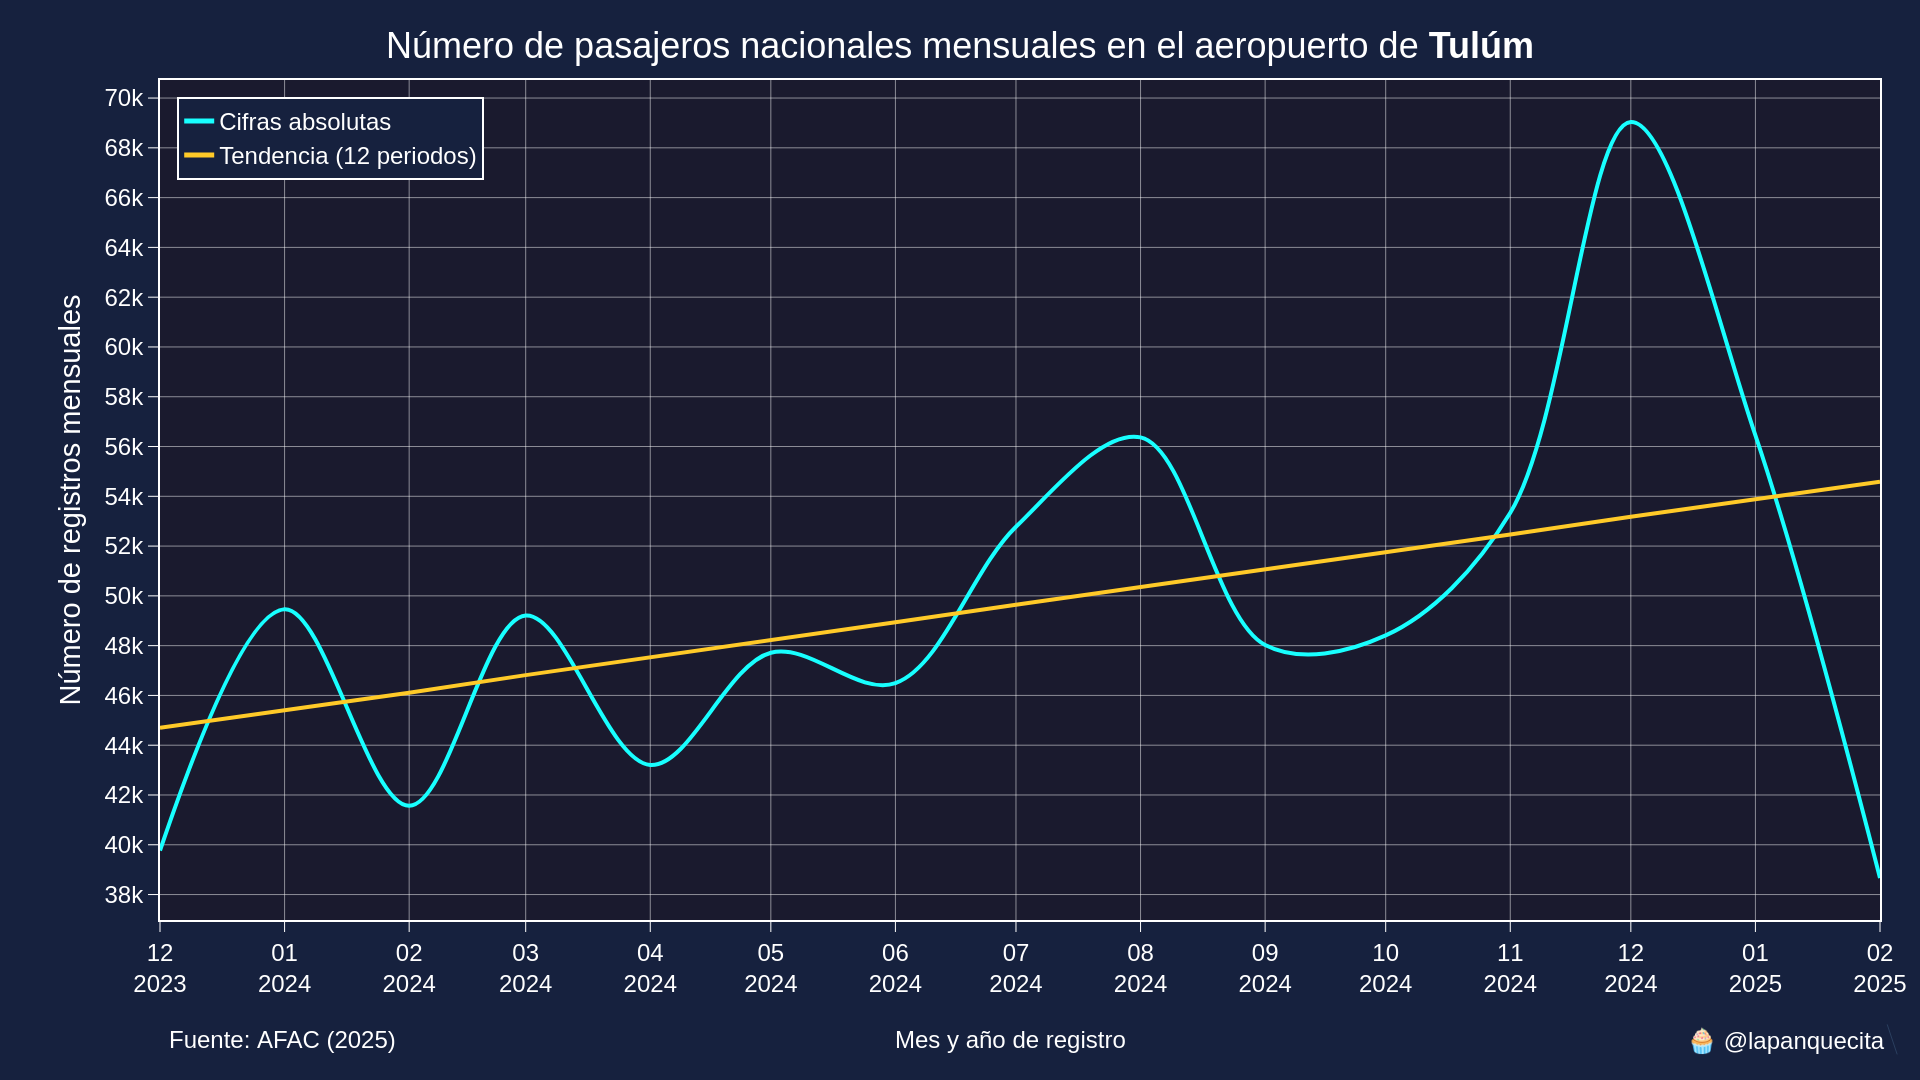 Número de pasajeros nacionales mensuales en el aeropuerto de Tulúm
Cifras absolutas
Tendencia (12 periodos)
Número de registros mensuales
70k
68k
66k
64k
62k
60k
58k
56k
54k
52k
50k
48k
46k
44k
42k
40k
38k
12 01 02 03 04 05 06 07 08 09 10 11 12 01 02
2023 2024 2024 2024 2024 2024 2024 2024 2024 2024 2024 2024 2024 2025 2025
Fuente: AFAC (2025)
Mes y año de registro
🧁 @lapanquecita